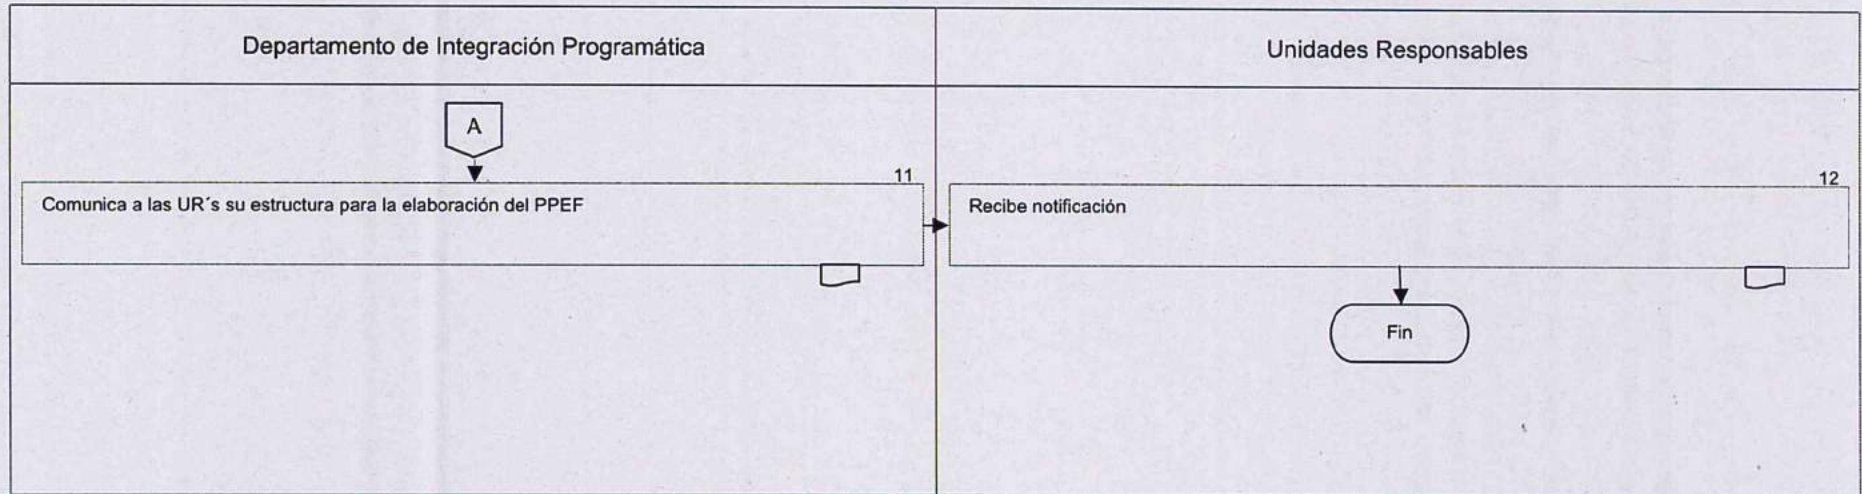 Departamento de Integración Programática
Unidades Responsables
A
11
Comunica a las UR´s su estructura para la elaboración del PPEF
12
Recibe notificación
Fin